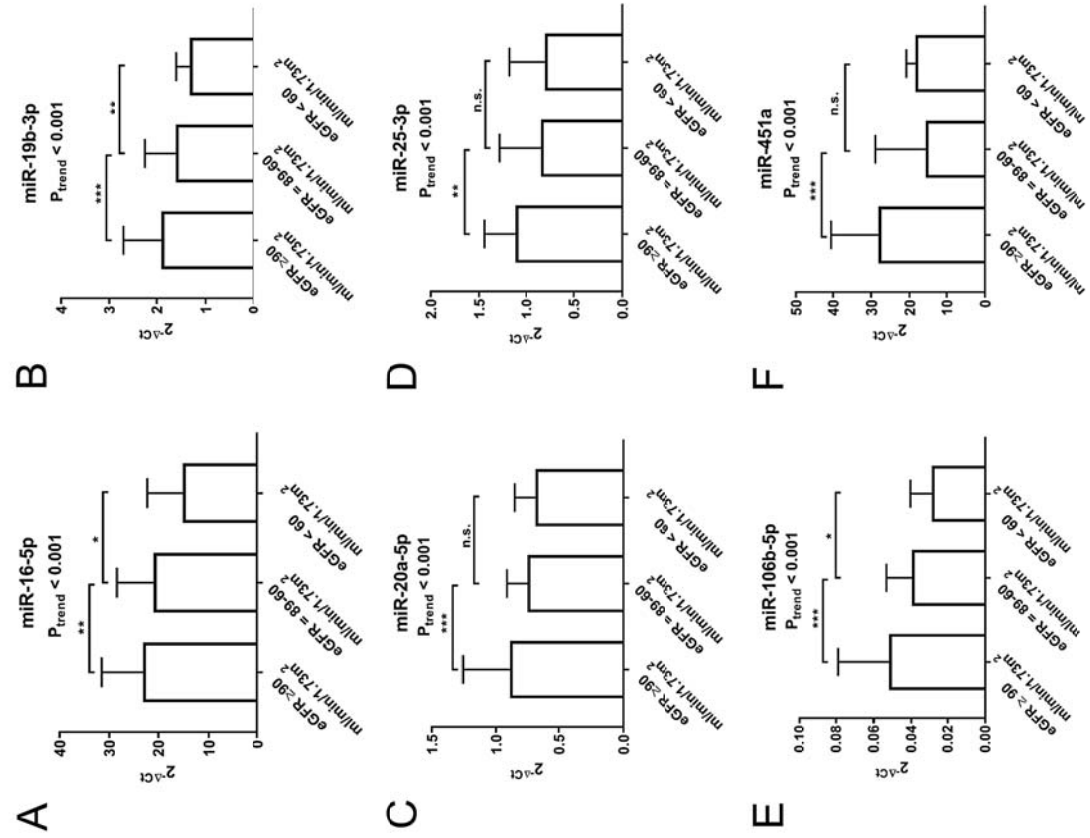 A
miR-16-5p
P_trend < 0.001
**
*
2^-ΔCt
40
30
20
10
0
eGFR ≥90
ml/min/1.73m²
eGFR = 89-60
ml/min/1.73m²
eGFR < 60
ml/min/1.73m²
B
miR-19b-3p
P_trend < 0.001
***
**
2^-ΔCt
4
3
2
1
0
eGFR ≥90
ml/min/1.73m²
eGFR = 89-60
ml/min/1.73m²
eGFR < 60
ml/min/1.73m²
C
miR-20a-5p
P_trend < 0.001
***
n.s.
2^-ΔCt
1.5
1.0
0.5
0.0
eGFR ≥90
ml/min/1.73m²
eGFR = 89-60
ml/min/1.73m²
eGFR < 60
ml/min/1.73m²
D
miR-25-3p
P_trend < 0.001
**
n.s.
2^-ΔCt
2.0
1.5
1.0
0.5
0.0
eGFR ≥90
ml/min/1.73m²
eGFR = 89-60
ml/min/1.73m²
eGFR < 60
ml/min/1.73m²
E
miR-106b-5p
P_trend < 0.001
***
*
2^-ΔCt
0.10
0.08
0.06
0.04
0.02
0.00
eGFR ≥ 90
ml/min/1.73m²
eGFR = 89-60
ml/min/1.73m²
eGFR < 60
ml/min/1.73m²
F
miR-451a
P_trend < 0.001
***
n.s.
2^-ΔCt
50
40
30
20
10
0
eGFR ≥90
ml/min/1.73m²
eGFR = 89-60
ml/min/1.73m²
eGFR < 60
ml/min/1.73m²